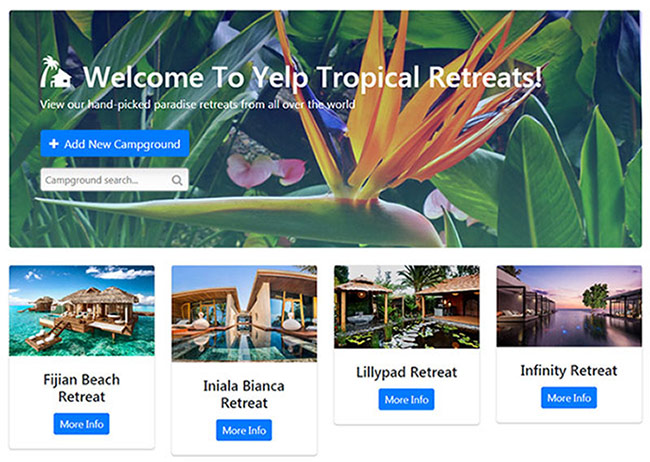 Welcome To Yelp Tropical Retreats!
View our hand-picked paradise retreats from all over the world
Add New Campground
Campground search...
Fijian Beach
Retreat
More Info
Iniala Bianca
Retreat
More Info
Lillypad Retreat
More Info
Infinity Retreat
More Info